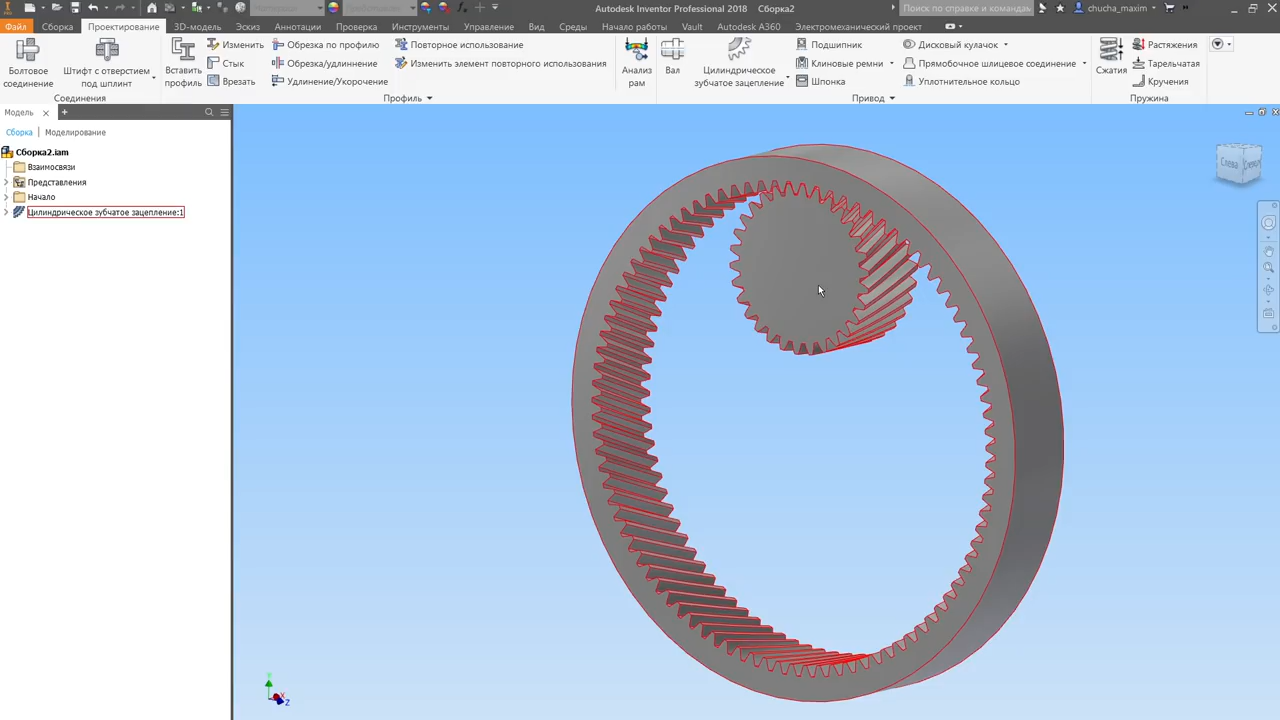 Autodesk Inventor Professional 2018 Сборка2
Поиск по справке и командам
chucha_maxim
Файл Сборка Проектирование 3D-модель Эскиз Аннотации Проверка Инструменты Управление Вид Среды Начало работы Vault Autodesk A360 Электромеханический проект
Болтовое соединение
Штифт с отверстием под шплинт
Соединения
Вставить профиль
Изменить
Стык
Врезать
Обрезка по профилю
Обрезка/удлиннение
Удлинение/Укорочение
Повторное использование
Изменить элемент повторного использования
Профиль
Анализ рам
Вал
Цилиндрическое зубчатое зацепление
Подшипник
Клиновые ремни
Шпонка
Дисковый кулачок
Прямобочное шлицевое соединение
Уплотнительное кольцо
Привод
Сжатия
Растяжения
Тарельчатая
Кручения
Пружина
Модель
Сборка Моделирование
Сборка2.iam
Взаимосвязи
Представления
Начало
Цилиндрическое зубчатое зацепление:1
Слева
X
Z